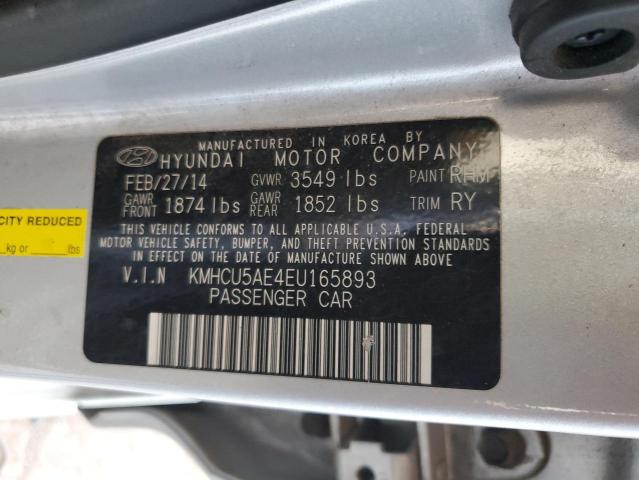 MANUFACTURED IN KOREA BY
HYUNDAI MOTOR COMPANY
FEB/27/14 GVWR 3549 lbs PAINT RHM
GAWR FRONT 1874 lbs GAWR REAR 1852 lbs TRIM RY
THIS VEHICLE CONFORMS TO ALL APPLICABLE U.S.A. FEDERAL
MOTOR VEHICLE SAFETY, BUMPER, AND THEFT PREVENTION STANDARDS
IN EFFECT ON THE DATE OF MANUFACTURE SHOWN ABOVE.
V.I.N KMHCU5AE4EU165893
PASSENGER CAR
CITY REDUCED
kg or lbs